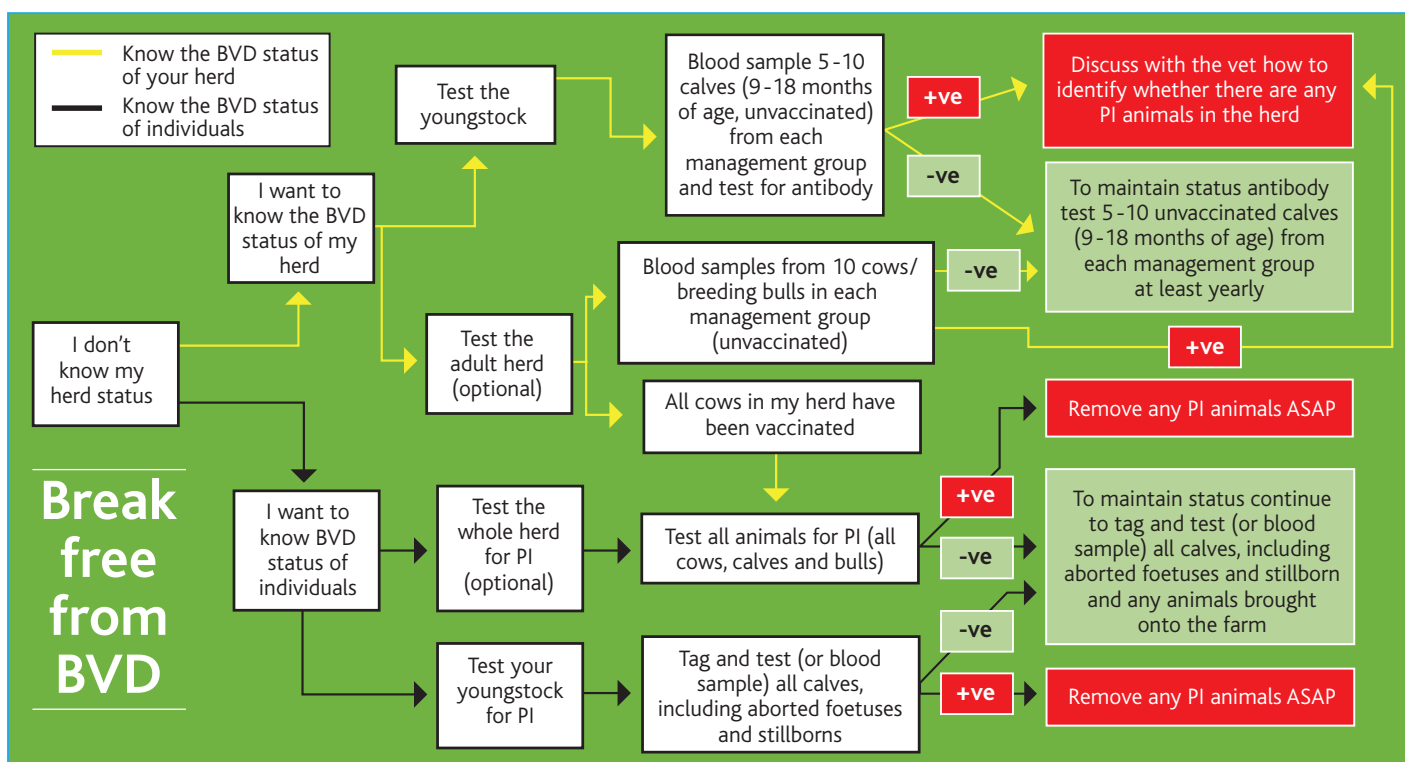 Know the BVD status
of your herd
Know the BVD status
of individuals
I don't
know my
herd status
I want to
know the BVD
status of my
herd
Test the
youngstock
Blood sample 5-10
calves (9-18 months
of age, unvaccinated)
from each
management group
and test for antibody
+ve
Discuss with the vet how to
identify whether there are any
PI animals in the herd
-ve
To maintain status antibody
test 5-10 unvaccinated calves
(9-18 months of age) from
each management group
at least yearly
Test the
adult herd
(optional)
Blood samples from 10 cows/
breeding bulls in each
management group
(unvaccinated)
-ve
+ve
All cows in my herd have
been vaccinated
I want to
know BVD
status of
individuals
Test the
whole herd
for PI
(optional)
Test all animals for PI (all
cows, calves and bulls)
+ve
Remove any PI animals ASAP
-ve
To maintain status continue
to tag and test (or blood
sample) all calves, including
aborted foetuses and stillborn
and any animals brought
onto the farm
Test your
youngstock
for PI
Tag and test (or blood
sample) all calves,
including aborted foetuses
and stillborns
-ve
+ve
Remove any PI animals ASAP
Break
free
from
BVD